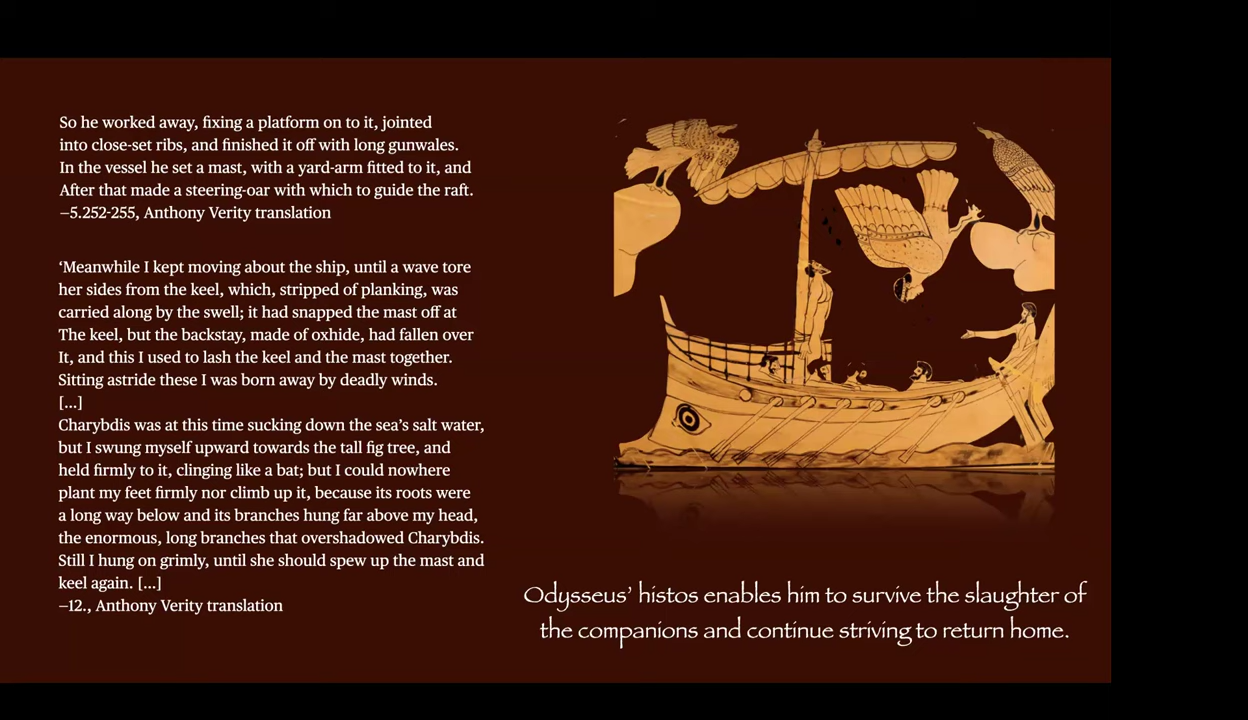 So he worked away, fixing a platform on to it, jointed
into close-set ribs, and finished it off with long gunwales.
In the vessel he set a mast, with a yard-arm fitted to it, and
After that made a steering-oar with which to guide the raft.
–5.252-255, Anthony Verity translation
‘Meanwhile I kept moving about the ship, until a wave tore
her sides from the keel, which, stripped of planking, was
carried along by the swell; it had snapped the mast off at
The keel, but the backstay, made of oxhide, had fallen over
It, and this I used to lash the keel and the mast together.
Sitting astride these I was born away by deadly winds.
[...]
Charybdis was at this time sucking down the sea’s salt water,
but I swung myself upward towards the tall fig tree, and
held firmly to it, clinging like a bat; but I could nowhere
plant my feet firmly nor climb up it, because its roots were
a long way below and its branches hung far above my head,
the enormous, long branches that overshadowed Charybdis.
Still I hung on grimly, until she should spew up the mast and
keel again. [...]
–12., Anthony Verity translation
Odysseus’ histos enables him to survive the slaughter of
the companions and continue striving to return home.